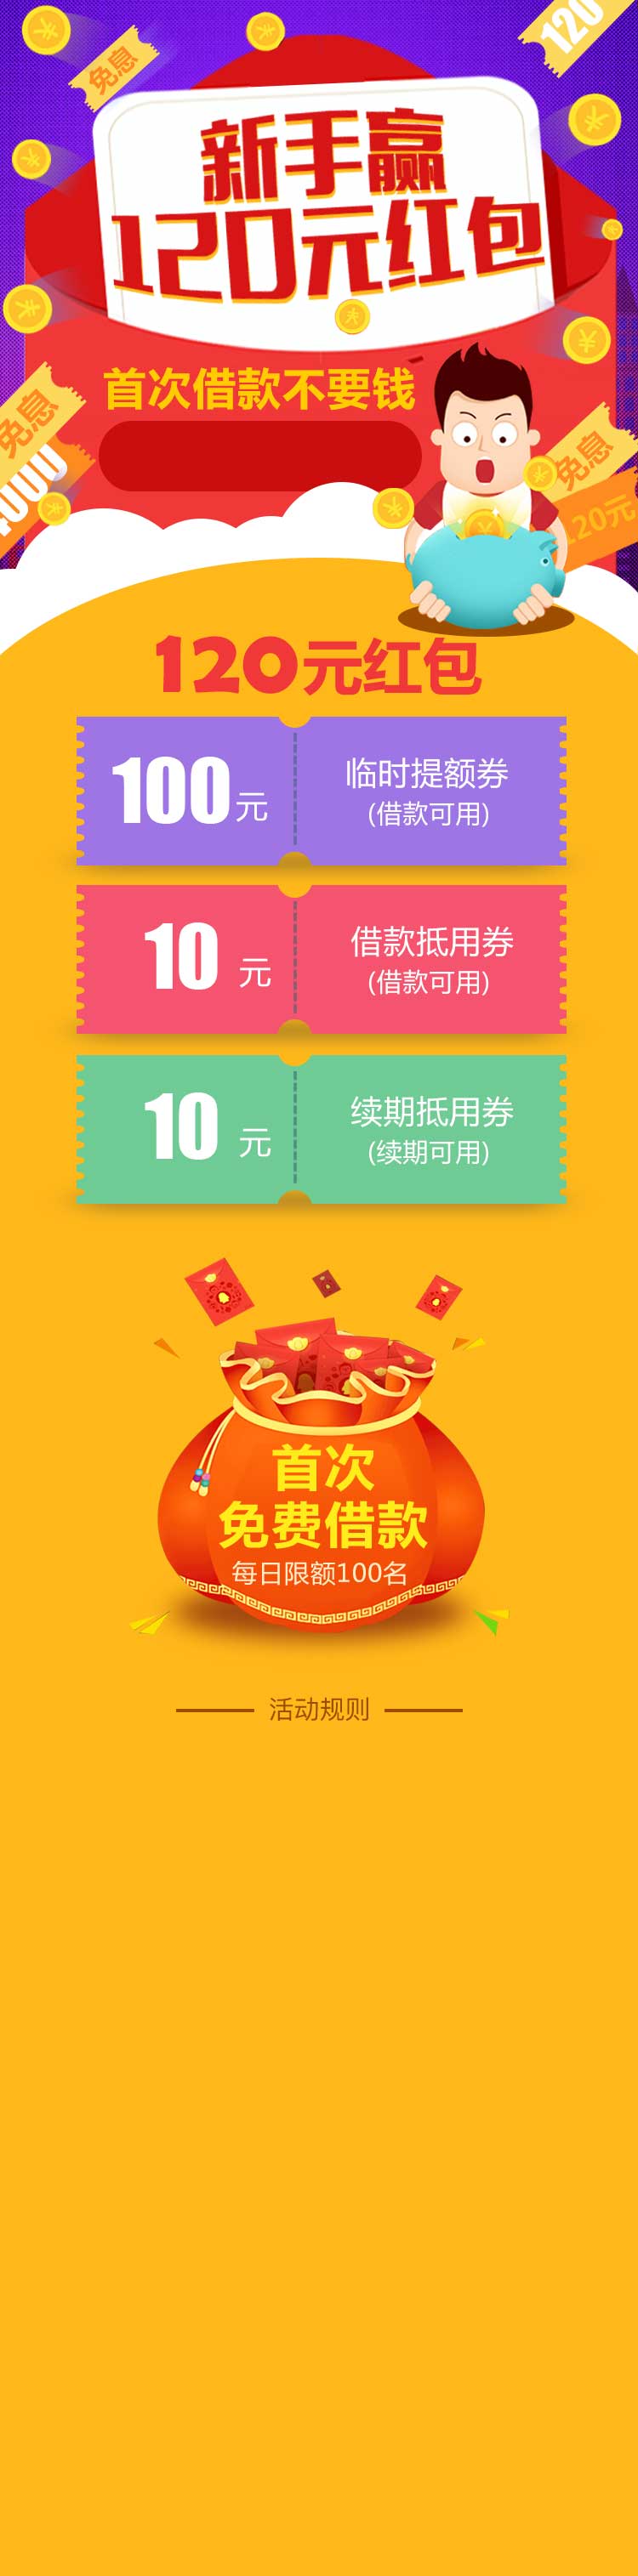 120
免息
新手赢
120元红包
首次借款不要钱
免息
免息
120元
120元红包
100元
临时提额券
(借款可用)
10元
借款抵用券
(借款可用)
10元
续期抵用券
(续期可用)
首次
免费借款
每日限额100名
活动规则